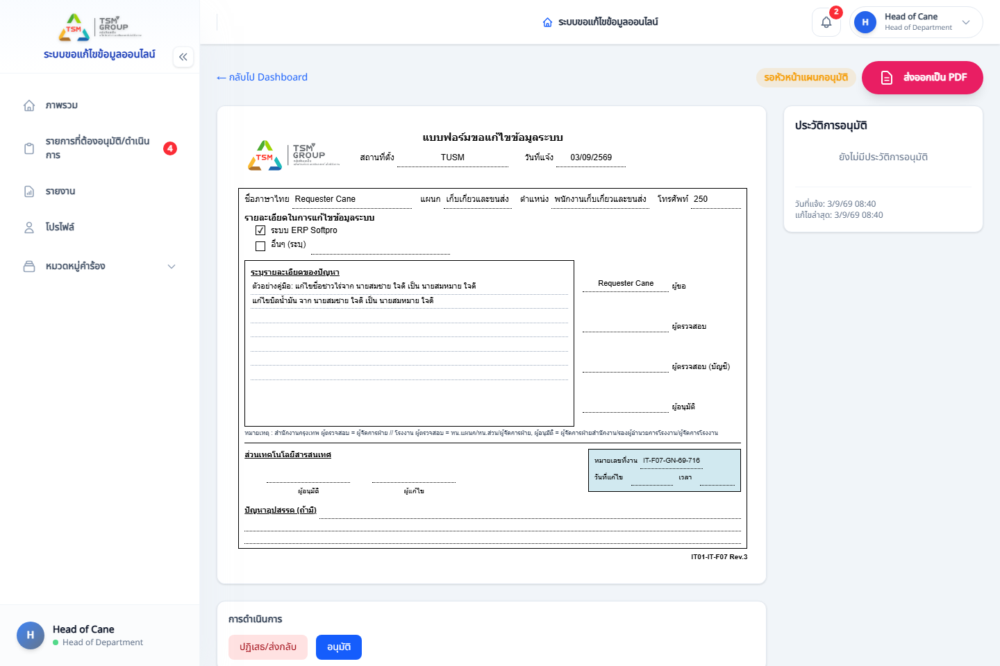 TSM GROUP
ระบบขอแก้ไขข้อมูลออนไลน์
ภาพรวม
รายการที่ต้องอนุมัติ/ดำเนิน
การ
4
รายงาน
โปรไฟล์
หมวดหมู่คำร้อง
H
Head of Cane
Head of Department
ระบบขอแก้ไขข้อมูลออนไลน์
2
H
Head of Cane
Head of Department
← กลับไป Dashboard
รอหัวหน้าแผนกอนุมัติ
ส่งออกเป็น PDF
TSM GROUP
แบบฟอร์มขอแก้ไขข้อมูลระบบ
สถานที่ตั้ง TUSM วันที่แจ้ง 03/09/2569
ชื่อภาษาไทย Requester Cane แผนก เก็บเกี่ยวและขนส่ง ตำแหน่ง พนักงานเก็บเกี่ยวและขนส่ง โทรศัพท์ 250
รายละเอียดในการแก้ไขข้อมูลระบบ
✓ ระบบ ERP Softpro
อื่นๆ (ระบุ)
ระบุรายละเอียดของปัญหา
ตัวอย่างคู่มือ: แก้ไขชื่อชาวไร่จาก นายสมชาย ใจดี เป็น นายสมหมาย ใจดี
แก้ไขบิลน้ำมัน จาก นายสมชาย ใจดี เป็น นายสมหมาย ใจดี
Requester Cane ผู้ขอ
ผู้ตรวจสอบ
ผู้ตรวจสอบ (บัญชี)
ผู้อนุมัติ
หมายเหตุ : สำนักงานกรุงเทพ ผู้ตรวจสอบ = ผู้จัดการฝ่าย // โรงงาน ผู้ตรวจสอบ = หน.แผนก/หน.ส่วน/ผู้จัดการฝ่าย, ผู้อนุมัติ = ผู้จัดการฝ่ายสำนักงาน/รองผู้อำนวยการโรงงาน/ผู้จัดการโรงงาน
ส่วนเทคโนโลยีสารสนเทศ
ผู้อนุมัติ ผู้แก้ไข
หมายเลขที่งาน IT-F07-GN-69-716
วันที่แก้ไข เวลา
ปัญหาอุปสรรค (ถ้ามี)
IT01-IT-F07 Rev.3
ประวัติการอนุมัติ
ยังไม่มีประวัติการอนุมัติ
วันที่แจ้ง: 3/9/69 08:40
แก้ไขล่าสุด: 3/9/69 08:40
การดำเนินการ
ปฏิเสธ/ส่งกลับ
อนุมัติ